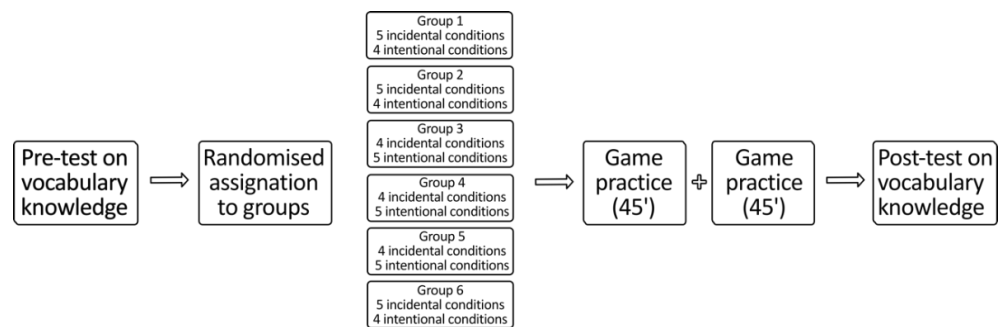 Pre-test on
vocabulary
knowledge
Randomised
assignation
to groups
Group 1
5 incidental conditions
4 intentional conditions
Group 2
5 incidental conditions
4 intentional conditions
Group 3
4 incidental conditions
5 intentional conditions
Group 4
4 incidental conditions
5 intentional conditions
Group 5
4 incidental conditions
5 intentional conditions
Group 6
5 incidental conditions
4 intentional conditions
Game
practice
(45')
+
Game
practice
(45')
Post-test on
vocabulary
knowledge